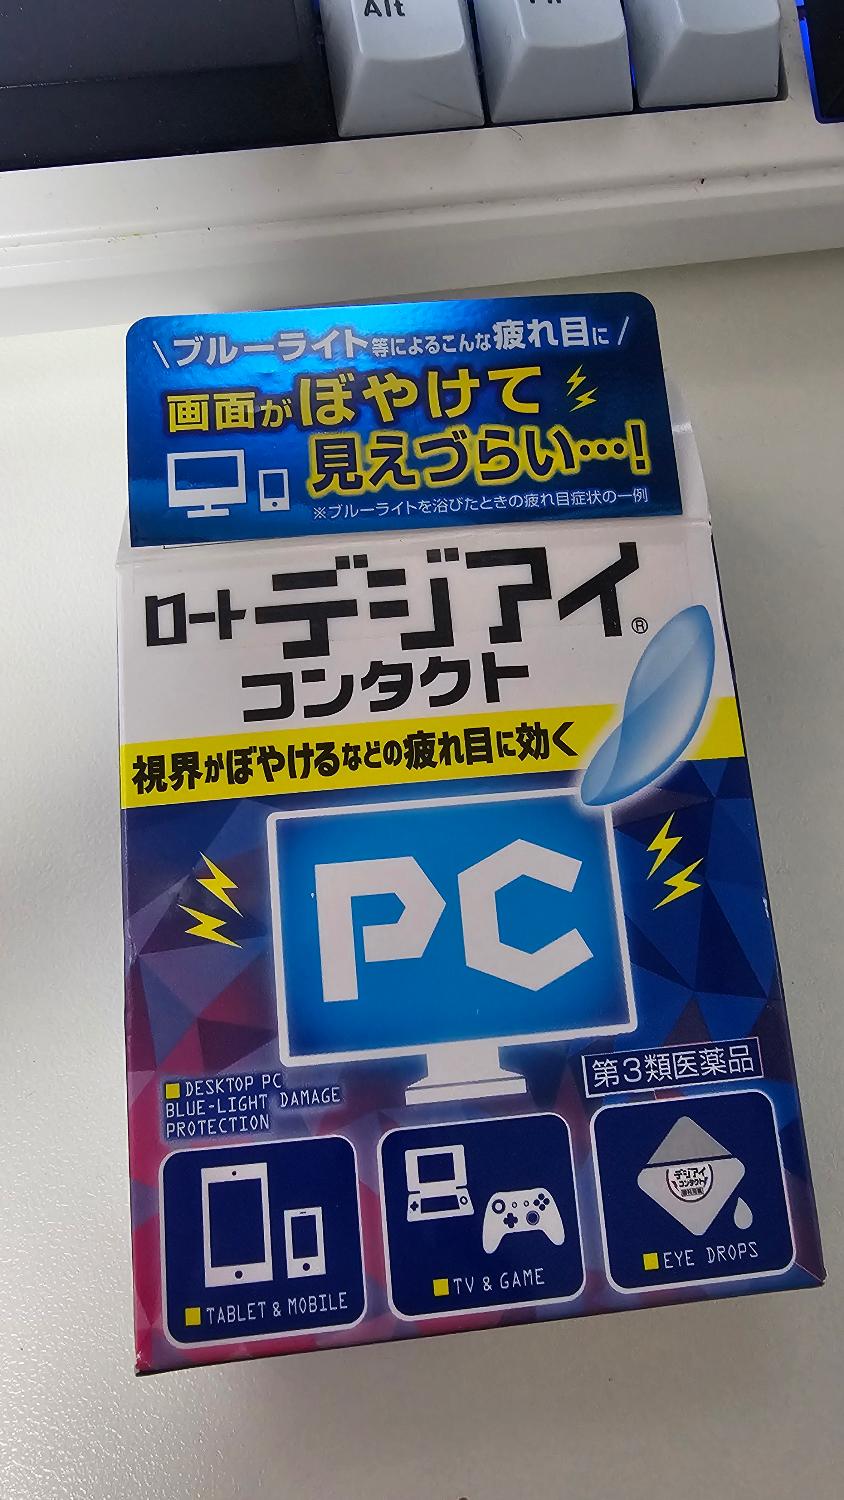 Alt
\ブルーライト等によるこんな疲れ目に/
画面がぼやけて
見えづらい…!
※ブルーライトを浴びたときの疲れ目症状の一例
ロートデジアイ®
コンタクト
視界がぼやけるなどの疲れ目に効く
PC
第3類医薬品
DESKTOP PC
BLUE-LIGHT DAMAGE
PROTECTION
TABLET & MOBILE
TV & GAME
デジアイ
コンタクト
EYE DROPS